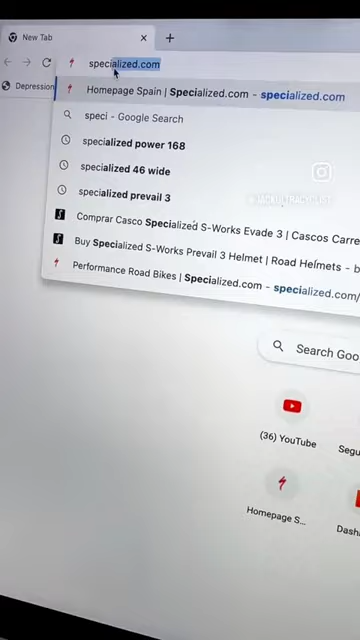 New Tab
specialized.com
Depression
Homepage Spain | Specialized.com - specialized.com
speci - Google Search
specialized power 168
specialized 46 wide
specialized prevail 3
Comprar Casco Specialized S-Works Evade 3 | Cascos Carre
Buy Specialized S-Works Prevail 3 Helmet | Road Helmets - b
Performance Road Bikes | Specialized.com - specialized.com/
Search Goo
(36) YouTube
Segu
Homepage S...
Dash